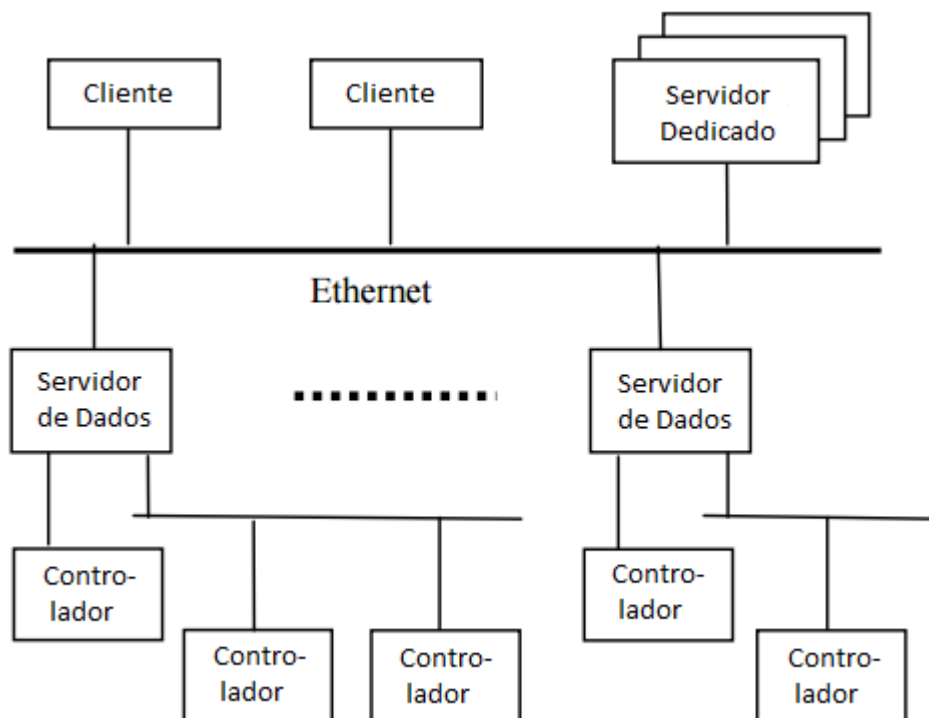 Cliente
Cliente
Servidor
Dedicado
Ethernet
Servidor
de Dados
Servidor
de Dados
Contro-
lador
Contro-
lador
Contro-
lador
Contro-
lador
Contro-
lador